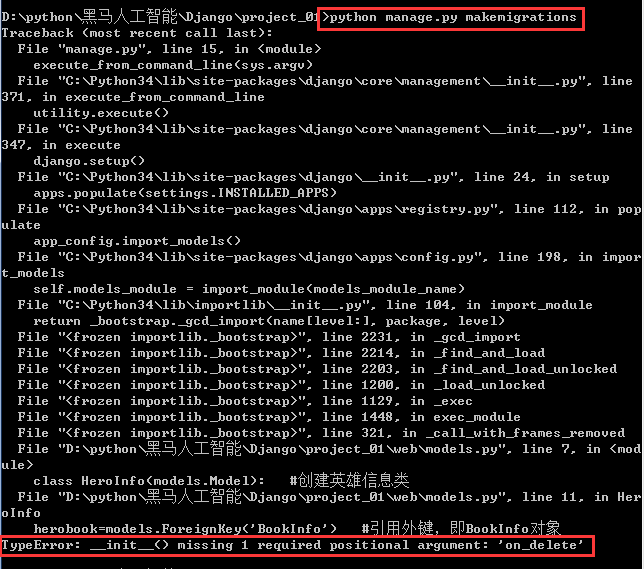 D:\python\黑马人工智能\Django\project_01>python manage.py makemigrations
Traceback (most recent call last):
  File "manage.py", line 15, in <module>
    execute_from_command_line(sys.argv)
  File "C:\Python34\lib\site-packages\django\core\management\__init__.py", line
371, in execute_from_command_line
    utility.execute()
  File "C:\Python34\lib\site-packages\django\core\management\__init__.py", line
347, in execute
    django.setup()
  File "C:\Python34\lib\site-packages\django\__init__.py", line 24, in setup
    apps.populate(settings.INSTALLED_APPS)
  File "C:\Python34\lib\site-packages\django\apps\registry.py", line 112, in pop
ulate
    app_config.import_models()
  File "C:\Python34\lib\site-packages\django\apps\config.py", line 198, in impor
t_models
    self.models_module = import_module(models_module_name)
  File "C:\Python34\lib\importlib\__init__.py", line 104, in import_module
    return _bootstrap._gcd_import(name[level:], package, level)
  File "<frozen importlib._bootstrap>", line 2231, in _gcd_import
  File "<frozen importlib._bootstrap>", line 2214, in _find_and_load
  File "<frozen importlib._bootstrap>", line 2203, in _find_and_load_unlocked
  File "<frozen importlib._bootstrap>", line 1200, in _load_unlocked
  File "<frozen importlib._bootstrap>", line 1129, in _exec
  File "<frozen importlib._bootstrap>", line 1448, in exec_module
  File "<frozen importlib._bootstrap>", line 321, in _call_with_frames_removed
  File "D:\python\黑马人工智能\Django\project_01\web\models.py", line 7, in <mod
ule>
    class HeroInfo(models.Model):   #创建英雄信息类
  File "D:\python\黑马人工智能\Django\project_01\web\models.py", line 11, in Her
oInfo
    herobook=models.ForeignKey('BookInfo')   #引用外键，即BookInfo对象
TypeError: __init__() missing 1 required positional argument: 'on_delete'